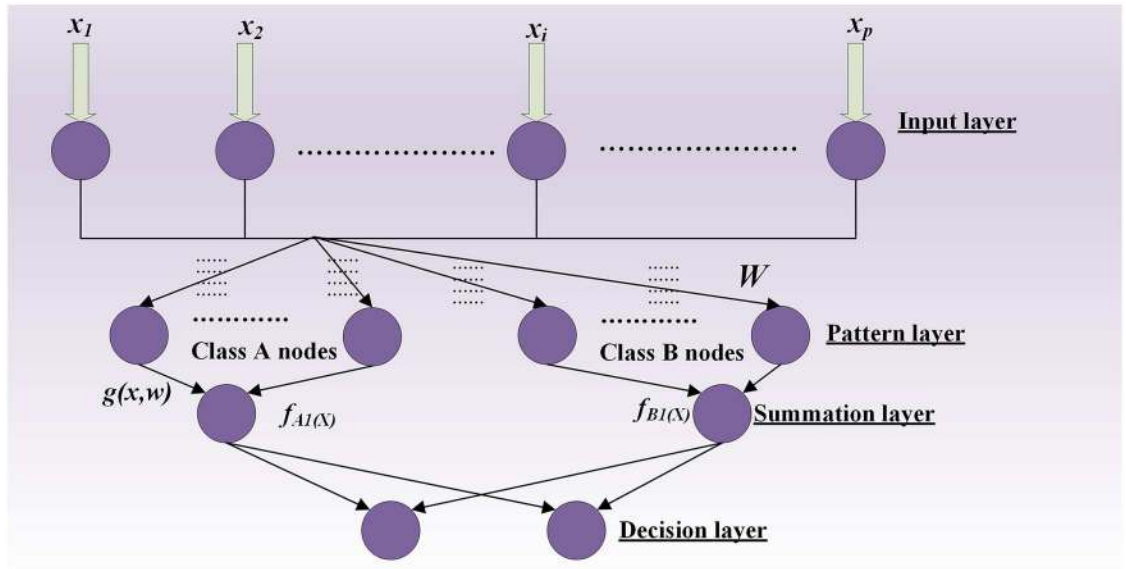 x1 x2 xi xp
Input layer
W
Pattern layer
Class A nodes Class B nodes
g(x,w)
fA1(X) fB1(X) Summation layer
Decision layer